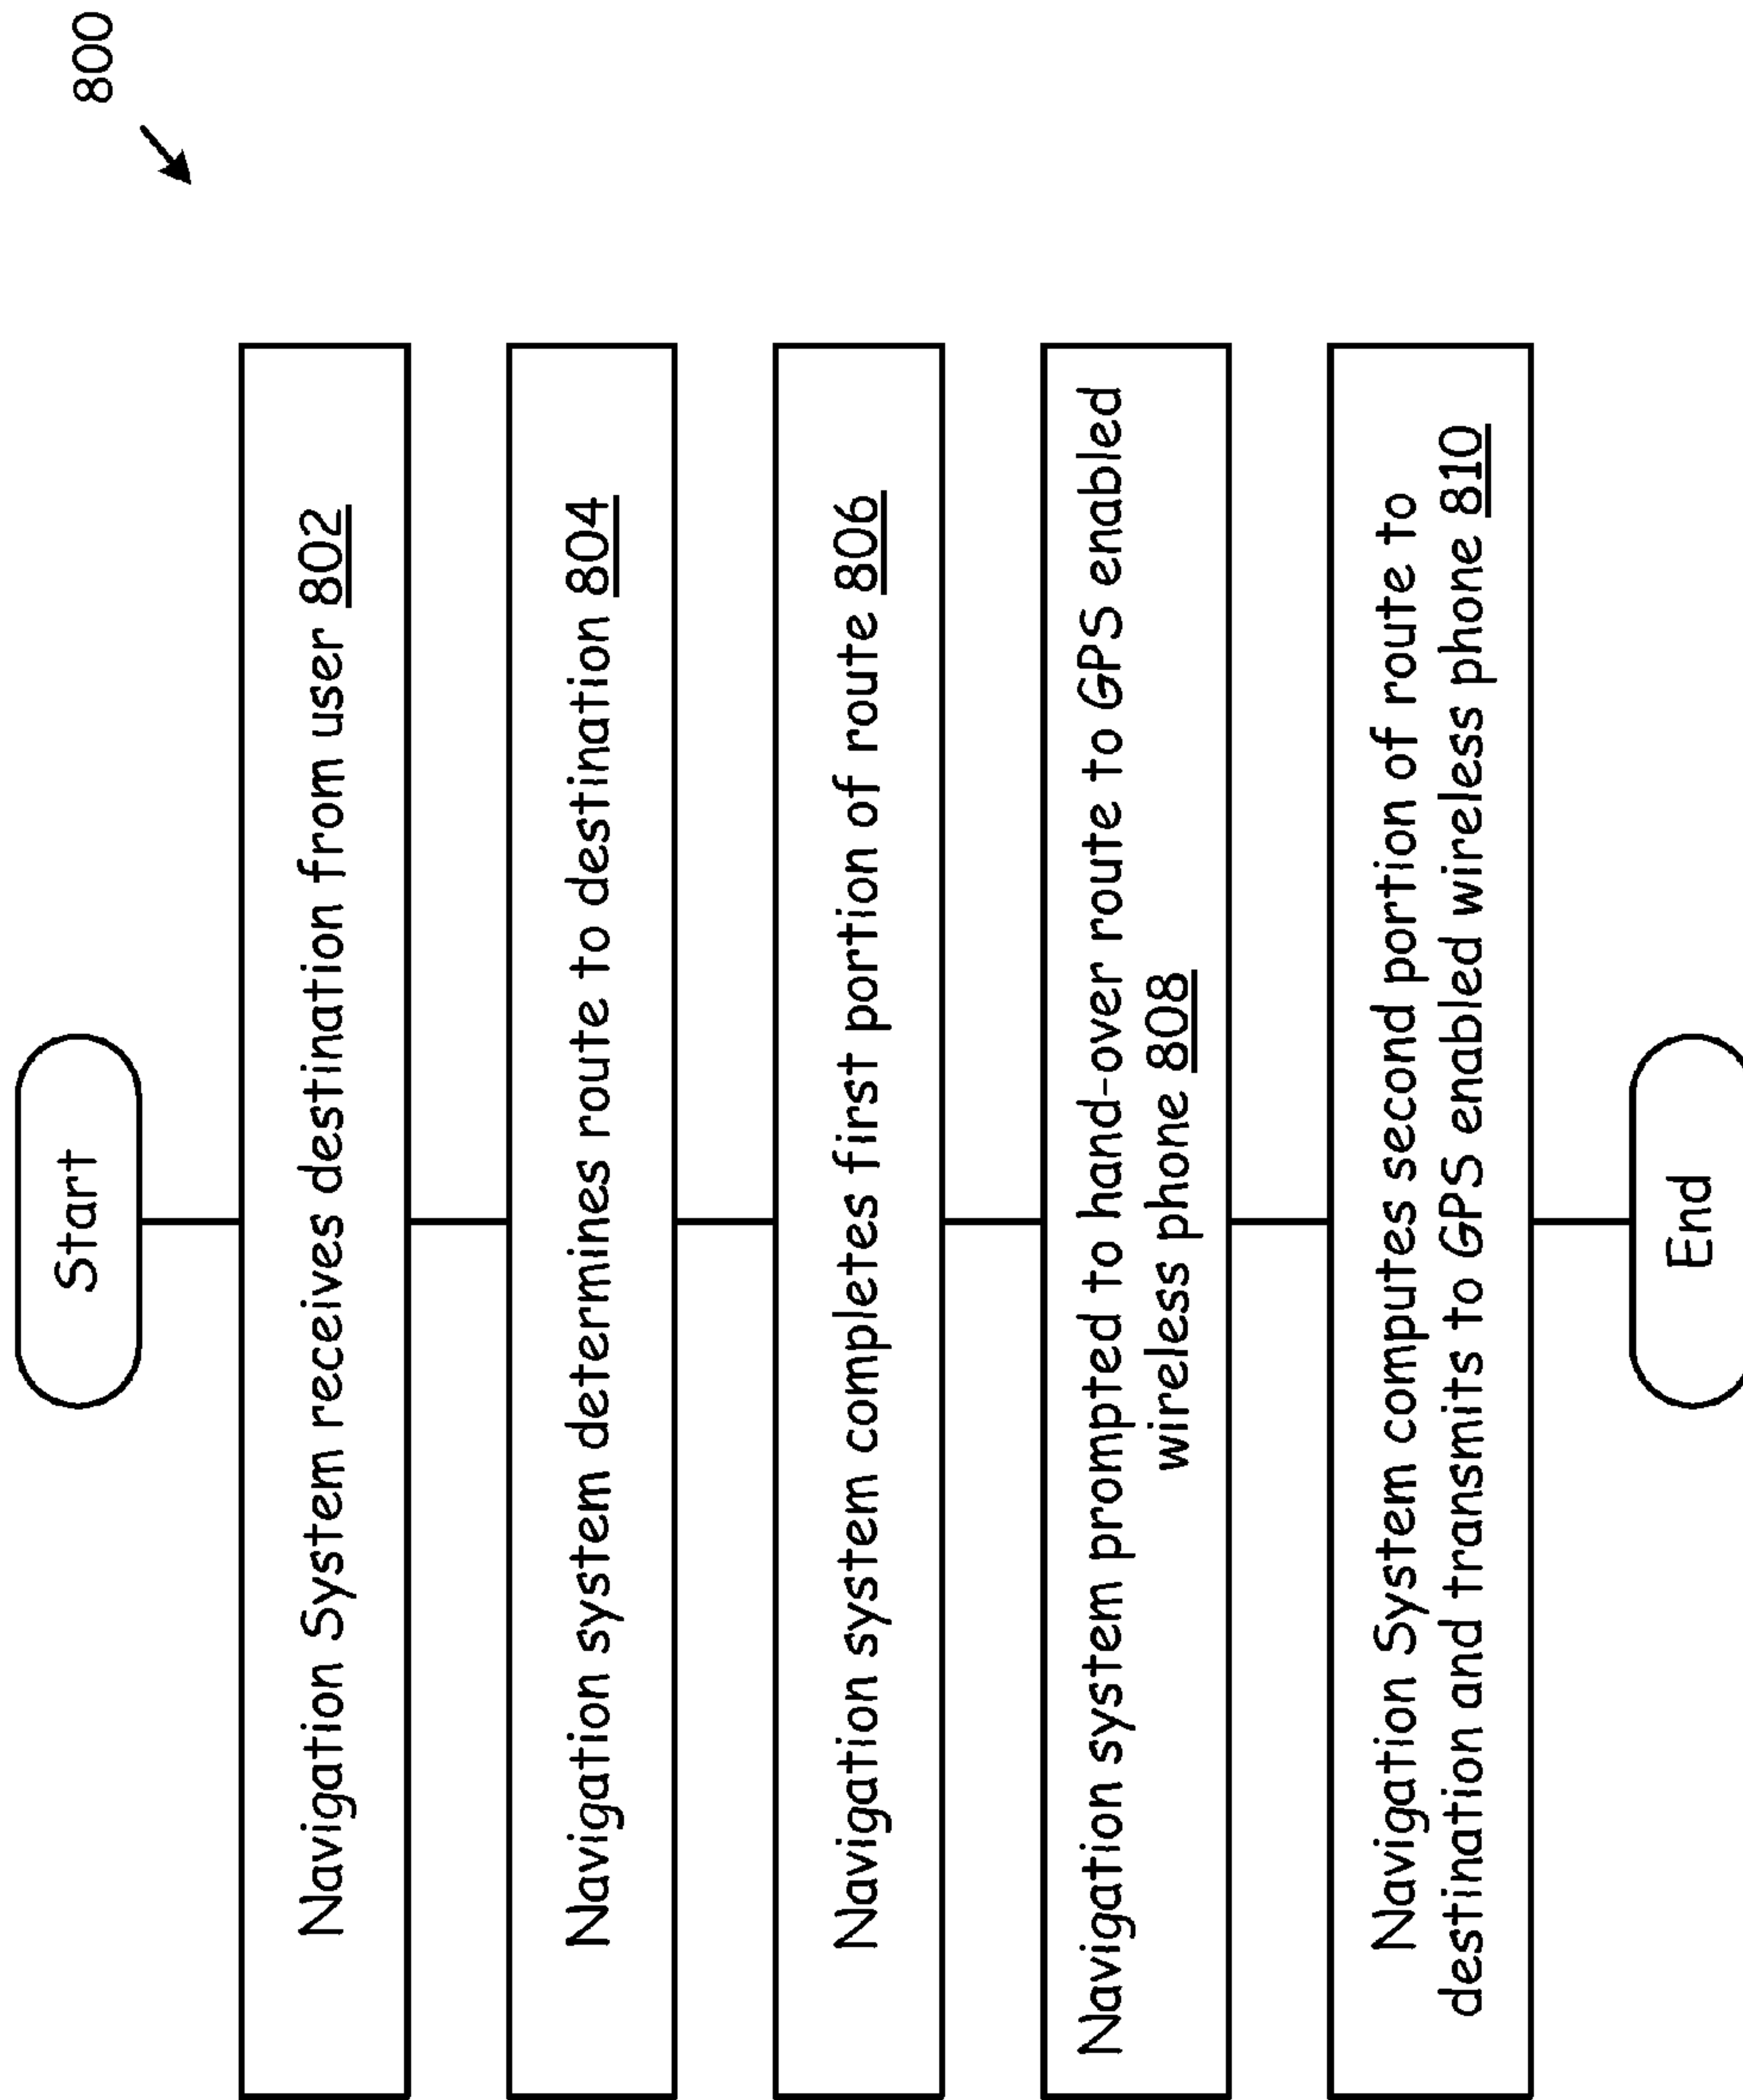 800
Start
Navigation System receives destination from user 802
Navigation system determines route to destination 804
Navigation system completes first portion of route 806
Navigation system prompted to hand-over route to GPS enabled
wireless phone 808
Navigation System computes second portion of route to
destination and transmits to GPS enabled wireless phone 810
End